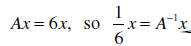 Ax = 6x, so 1/6 x = A⁻¹x